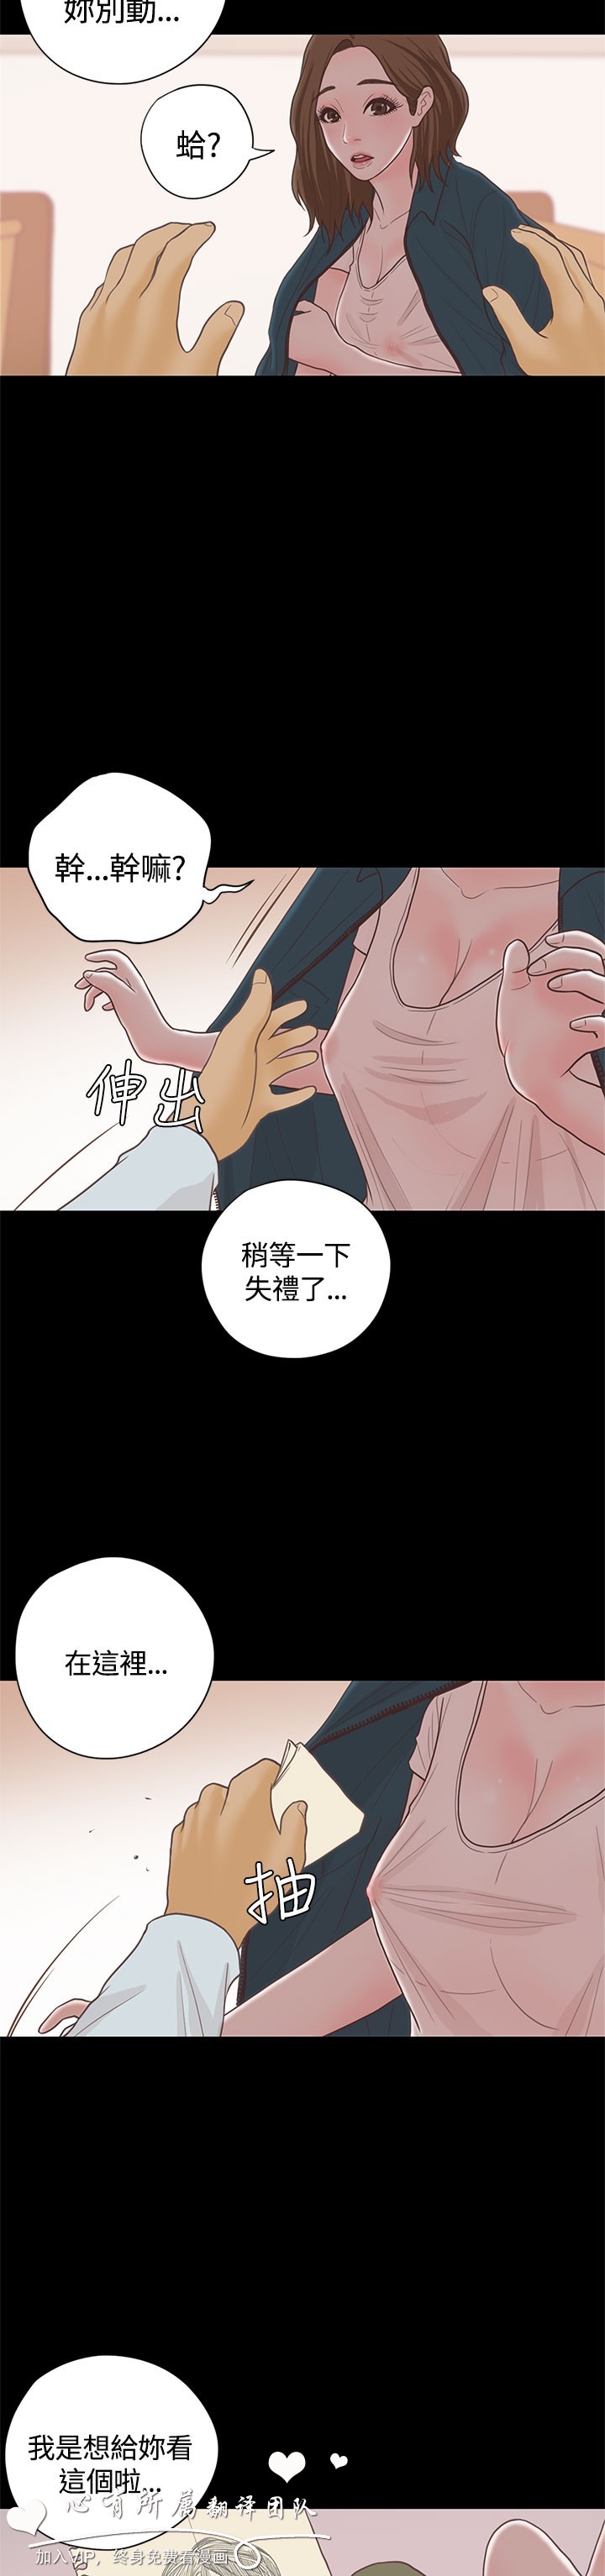 妳別動...
蛤?
幹...幹嘛?
伸出
稍等一下
失禮了...
在這裡...
抽
我是想給妳看
這個啦...
心有所属翻译团队
加入VIP，终身免费看漫画